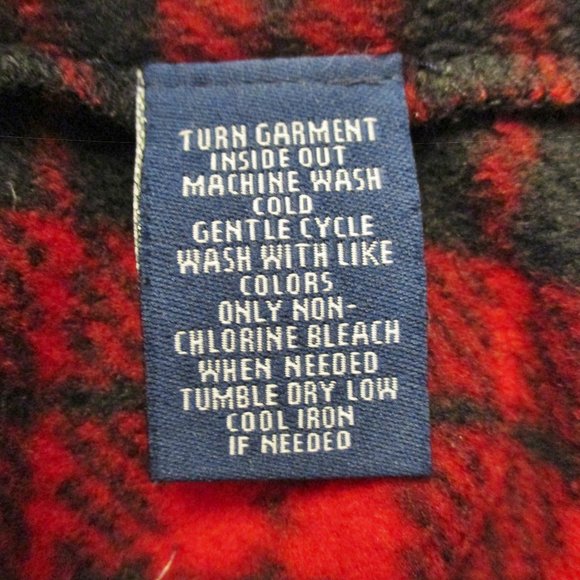 TURN GARMENT
INSIDE OUT
MACHINE WASH
COLD
GENTLE CYCLE
WASH WITH LIKE
COLORS
ONLY NON-
CHLORINE BLEACH
WHEN NEEDED
TUMBLE DRY LOW
COOL IRON
IF NEEDED